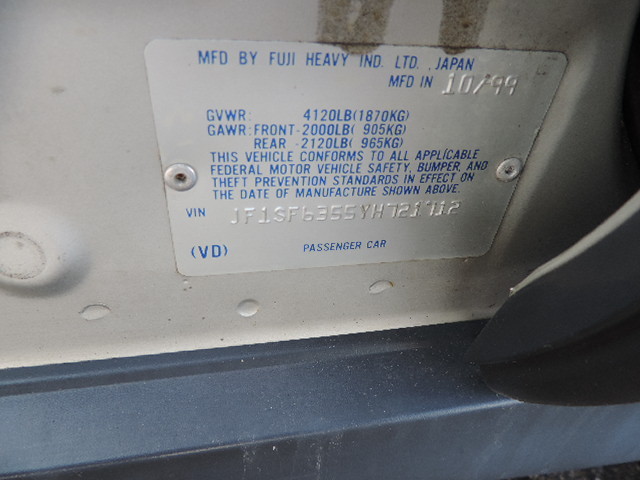 MFD BY FUJI HEAVY IND. LTD., JAPAN
MFD IN 10/99
GVWR: 4120LB(1870KG)
GAWR: FRONT-2000LB( 905KG)
REAR -2120LB( 965KG)
THIS VEHICLE CONFORMS TO ALL APPLICABLE
FEDERAL MOTOR VEHICLE SAFETY, BUMPER, AND
THEFT PREVENTION STANDARDS IN EFFECT ON
THE DATE OF MANUFACTURE SHOWN ABOVE.
VIN JF1SF6355YH721712
(VD) PASSENGER CAR